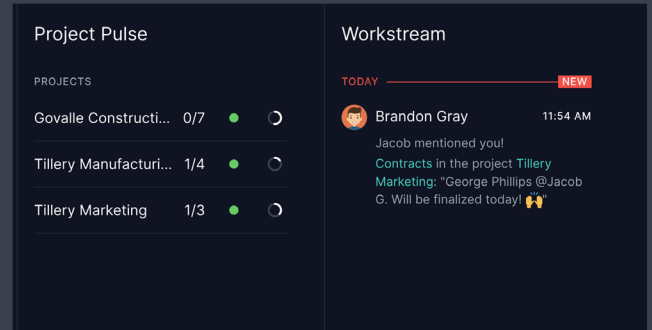 Project Pulse
PROJECTS
Govalle Constructi... 0/7
Tillery Manufacturi... 1/4
Tillery Marketing 1/3
Workstream
TODAY NEW
Brandon Gray 11:54 AM
Jacob mentioned you!
Contracts in the project Tillery
Marketing: "George Phillips @Jacob
G. Will be finalized today! 🙌"